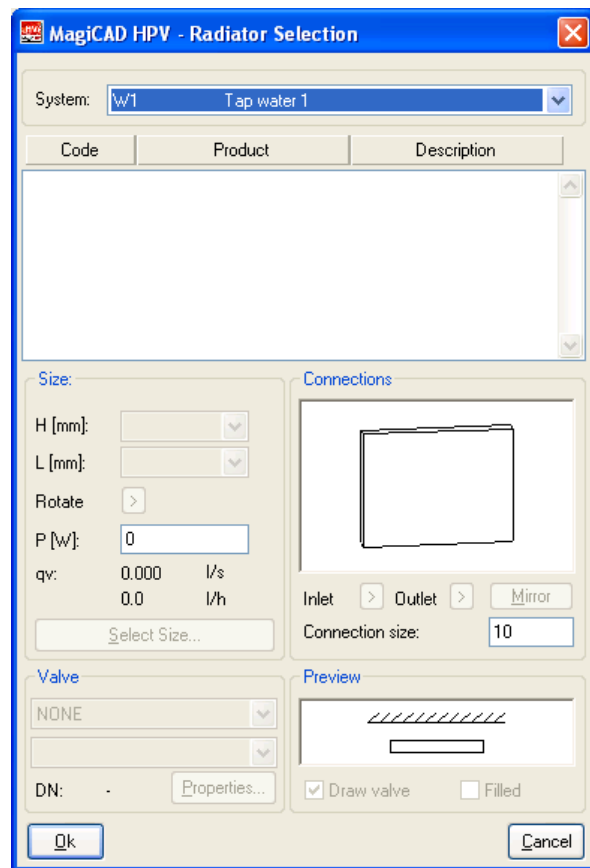 MagiCAD HPV - Radiator Selection
System: W1 Tap water 1
Code Product Description
Size:
H [mm]:
L [mm]:
Rotate >
P [W]: 0
qv: 0.000 l/s
0.0 l/h
Select Size...
Connections
Inlet > Outlet > Mirror
Connection size: 10
Valve
NONE
DN: - Properties...
Preview
Draw valve Filled
Ok Cancel